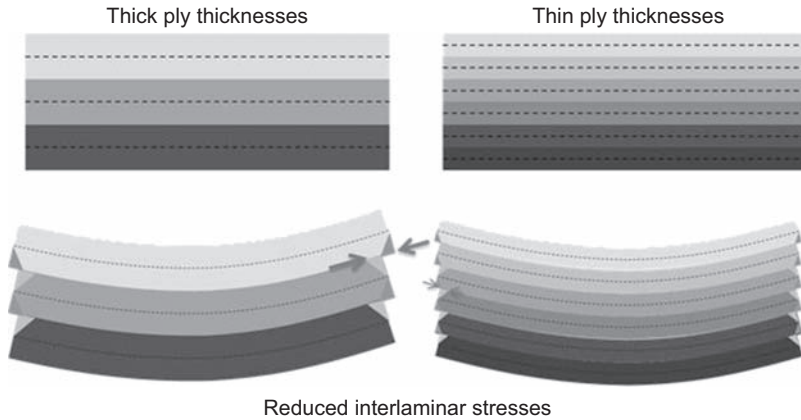 Thick ply thicknesses
Thin ply thicknesses
Reduced interlaminar stresses